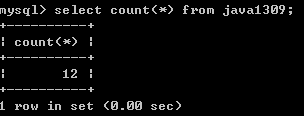 mysql> select count(*) from java1309;
+----------+
| count(*) |
+----------+
|       12 |
+----------+
1 row in set (0.00 sec)